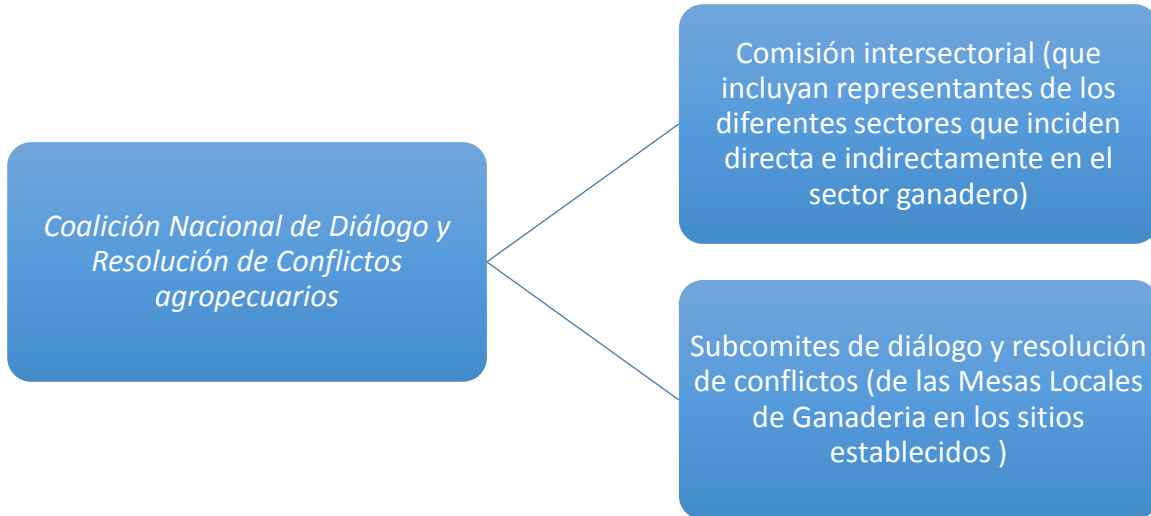 Coalición Nacional de Diálogo y
Resolución de Conflictos
agropecuarios
Comisión intersectorial (que
incluyan representantes de los
diferentes sectores que inciden
directa e indirectamente en el
sector ganadero)
Subcomites de diálogo y resolución
de conflictos (de las Mesas Locales
de Ganaderia en los sitios
establecidos )